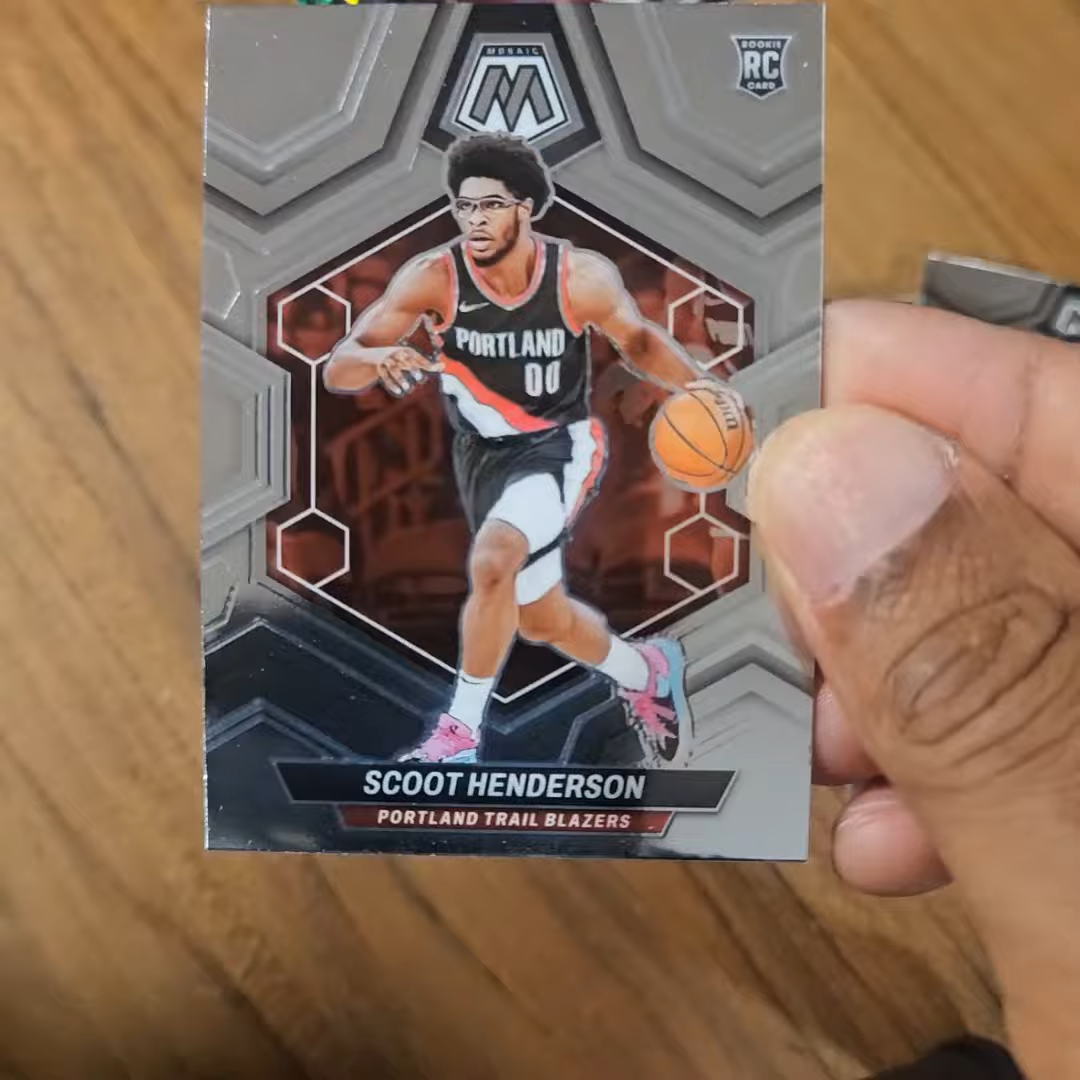 MOSAIC
ROOKIE
RC
CARD
PORTLAND
00
SCOOT HENDERSON
PORTLAND TRAIL BLAZERS